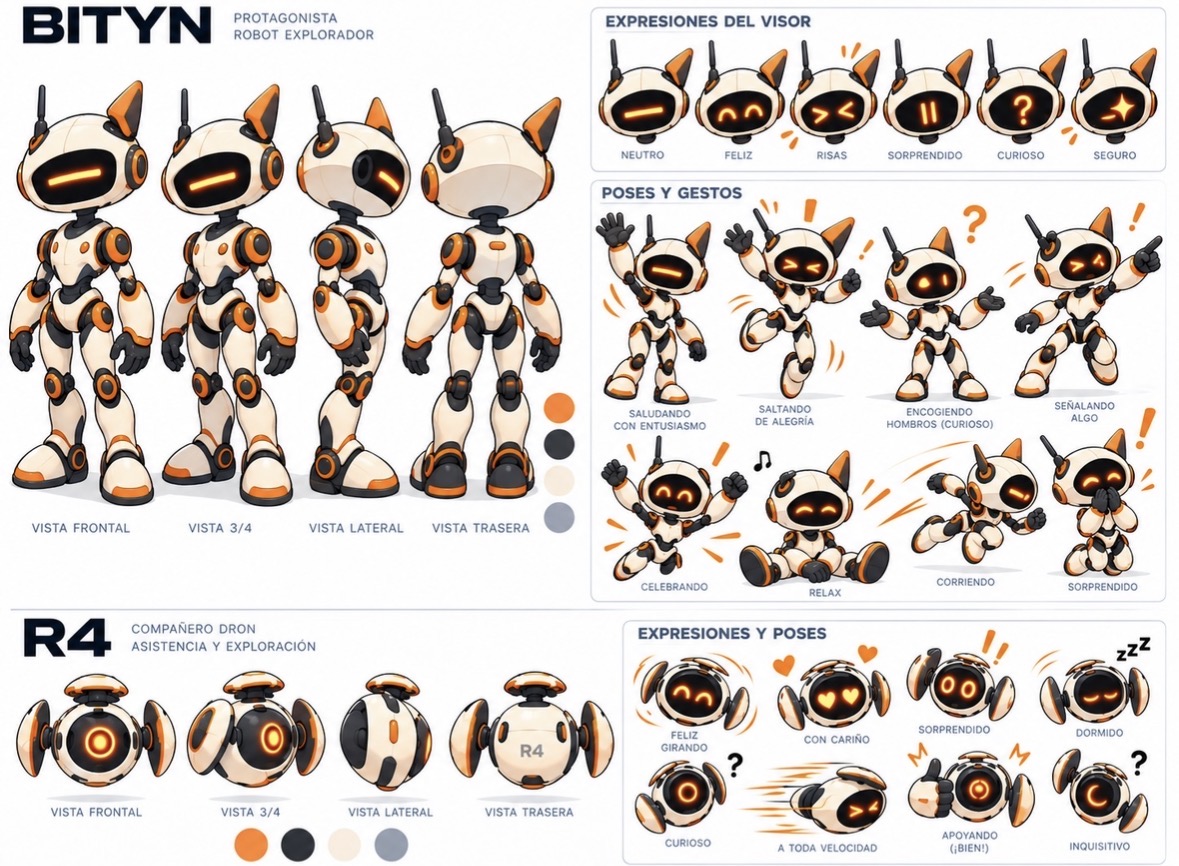 BITYN
PROTAGONISTA
ROBOT EXPLORADOR
VISTA FRONTAL
VISTA 3/4
VISTA LATERAL
VISTA TRASERA
EXPRESIONES DEL VISOR
?
NEUTRO
FELIZ
RISAS
SORPRENDIDO
CURIOSO
SEGURO
POSES Y GESTOS
!
?
!
SALUDANDO
CON ENTUSIASMO
SALTANDO
DE ALEGRÍA
ENCOGIENDO
HOMBROS (CURIOSO)
SEÑALANDO
ALGO
!
CELEBRANDO
RELAX
CORRIENDO
SORPRENDIDO
R4
COMPAÑERO DRON
ASISTENCIA Y EXPLORACIÓN
R4
VISTA FRONTAL
VISTA 3/4
VISTA LATERAL
VISTA TRASERA
EXPRESIONES Y POSES
!!
zzz
FELIZ
GIRANDO
CON CARIÑO
SORPRENDIDO
DORMIDO
?
?
CURIOSO
A TODA VELOCIDAD
APOYANDO
(¡BIEN!)
INQUISITIVO